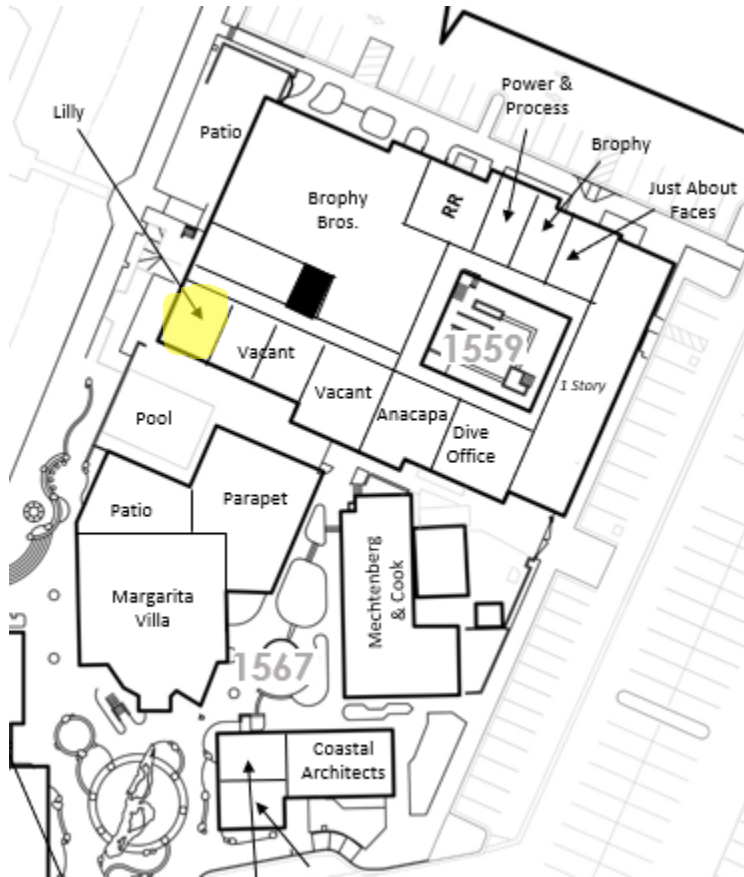 Power &
Process
Lilly
Patio
Brophy
Brophy
Bros.
RR
Just About
Faces
1559
Vacant
1 Story
Vacant
Anacapa
Pool
Dive
Office
Parapet
Patio
Mechtenberg
& Cook
Margarita
Villa
1567
Coastal
Architects